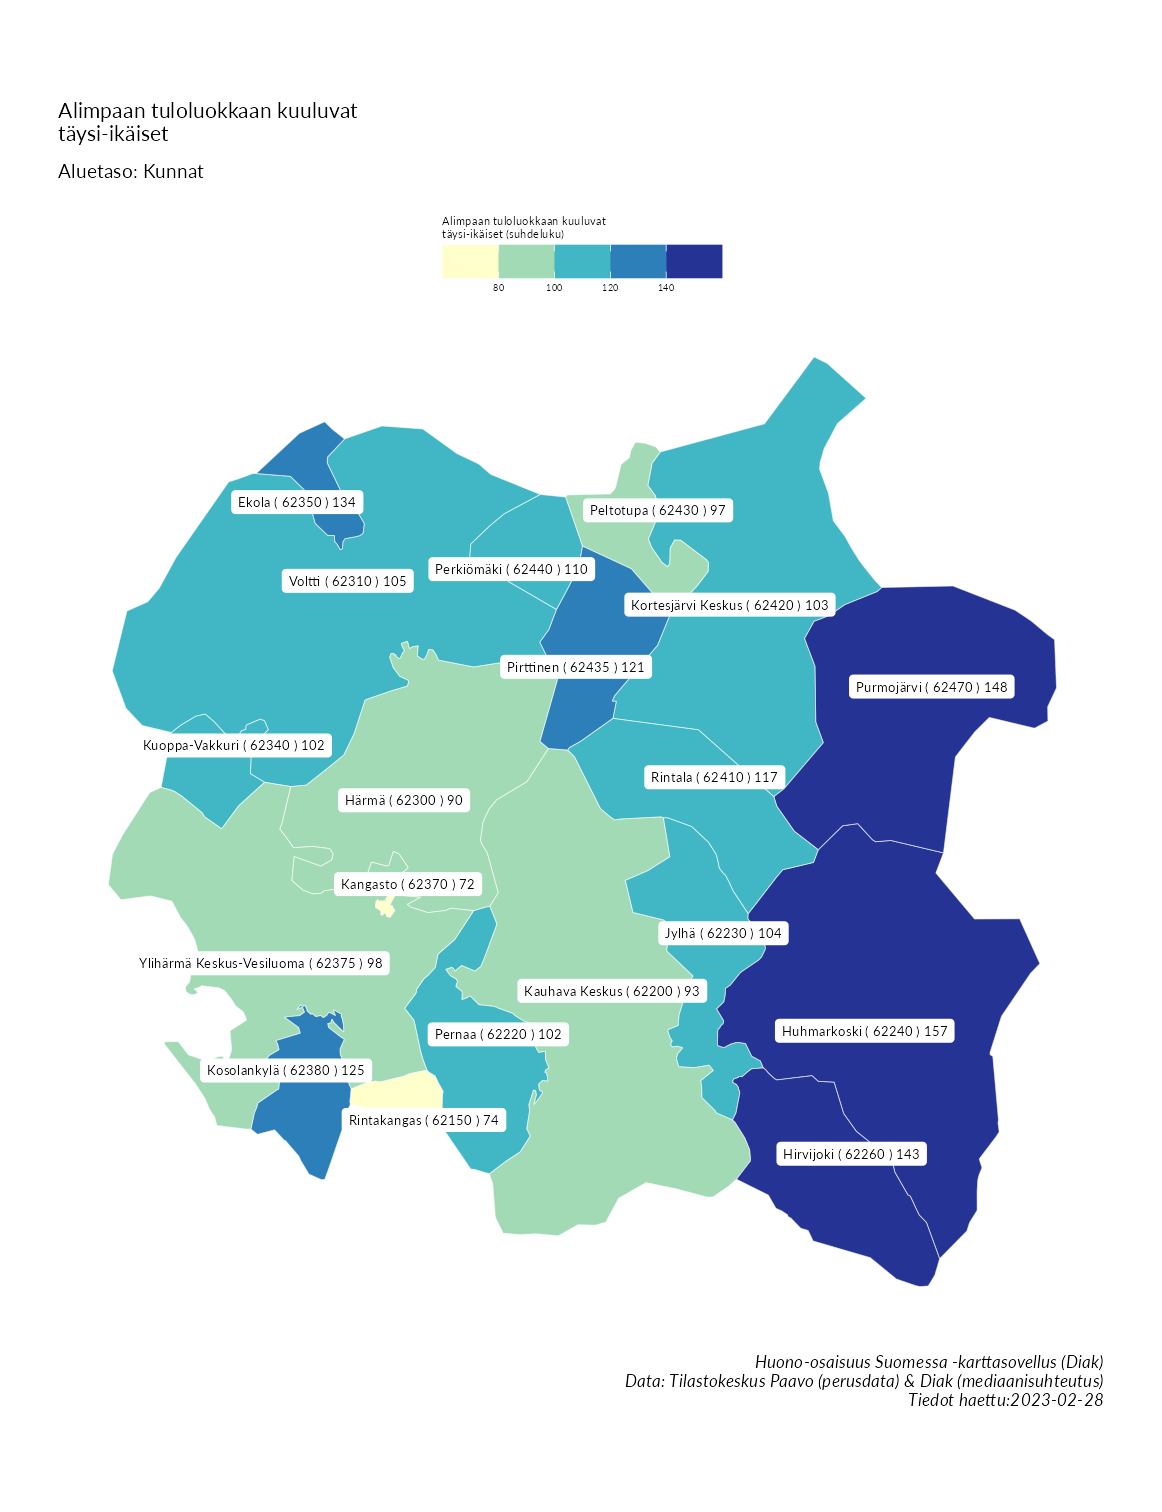 Alimpaan tuloluokkaan kuuluvat
täysi-ikäiset
Aluetaso: Kunnat
Alimpaan tuloluokkaan kuuluvat
täysi-ikäiset (suhdeluku)
80 100 120 140
Ekola ( 62350 ) 134
Peltotupa ( 62430 ) 97
Perkiömäki ( 62440 ) 110
Voltti ( 62310 ) 105
Kortesjärvi Keskus ( 62420 ) 103
Pirttinen ( 62435 ) 121
Purmojärvi ( 62470 ) 148
Kuoppa-Vakkuri ( 62340 ) 102
Rintala ( 62410 ) 117
Härmä ( 62300 ) 90
Kangasto ( 62370 ) 72
Jylhä ( 62230 ) 104
Ylihärmä Keskus-Vesiluoma ( 62375 ) 98
Kauhava Keskus ( 62200 ) 93
Huhmarkoski ( 62240 ) 157
Pernaa ( 62220 ) 102
Kosolankylä ( 62380 ) 125
Rintakangas ( 62150 ) 74
Hirvijoki ( 62260 ) 143
Huono-osaisuus Suomessa -karttasovellus (Diak)
Data: Tilastokeskus Paavo (perusdata) & Diak (mediaanisuhteutus)
Tiedot haettu:2023-02-28